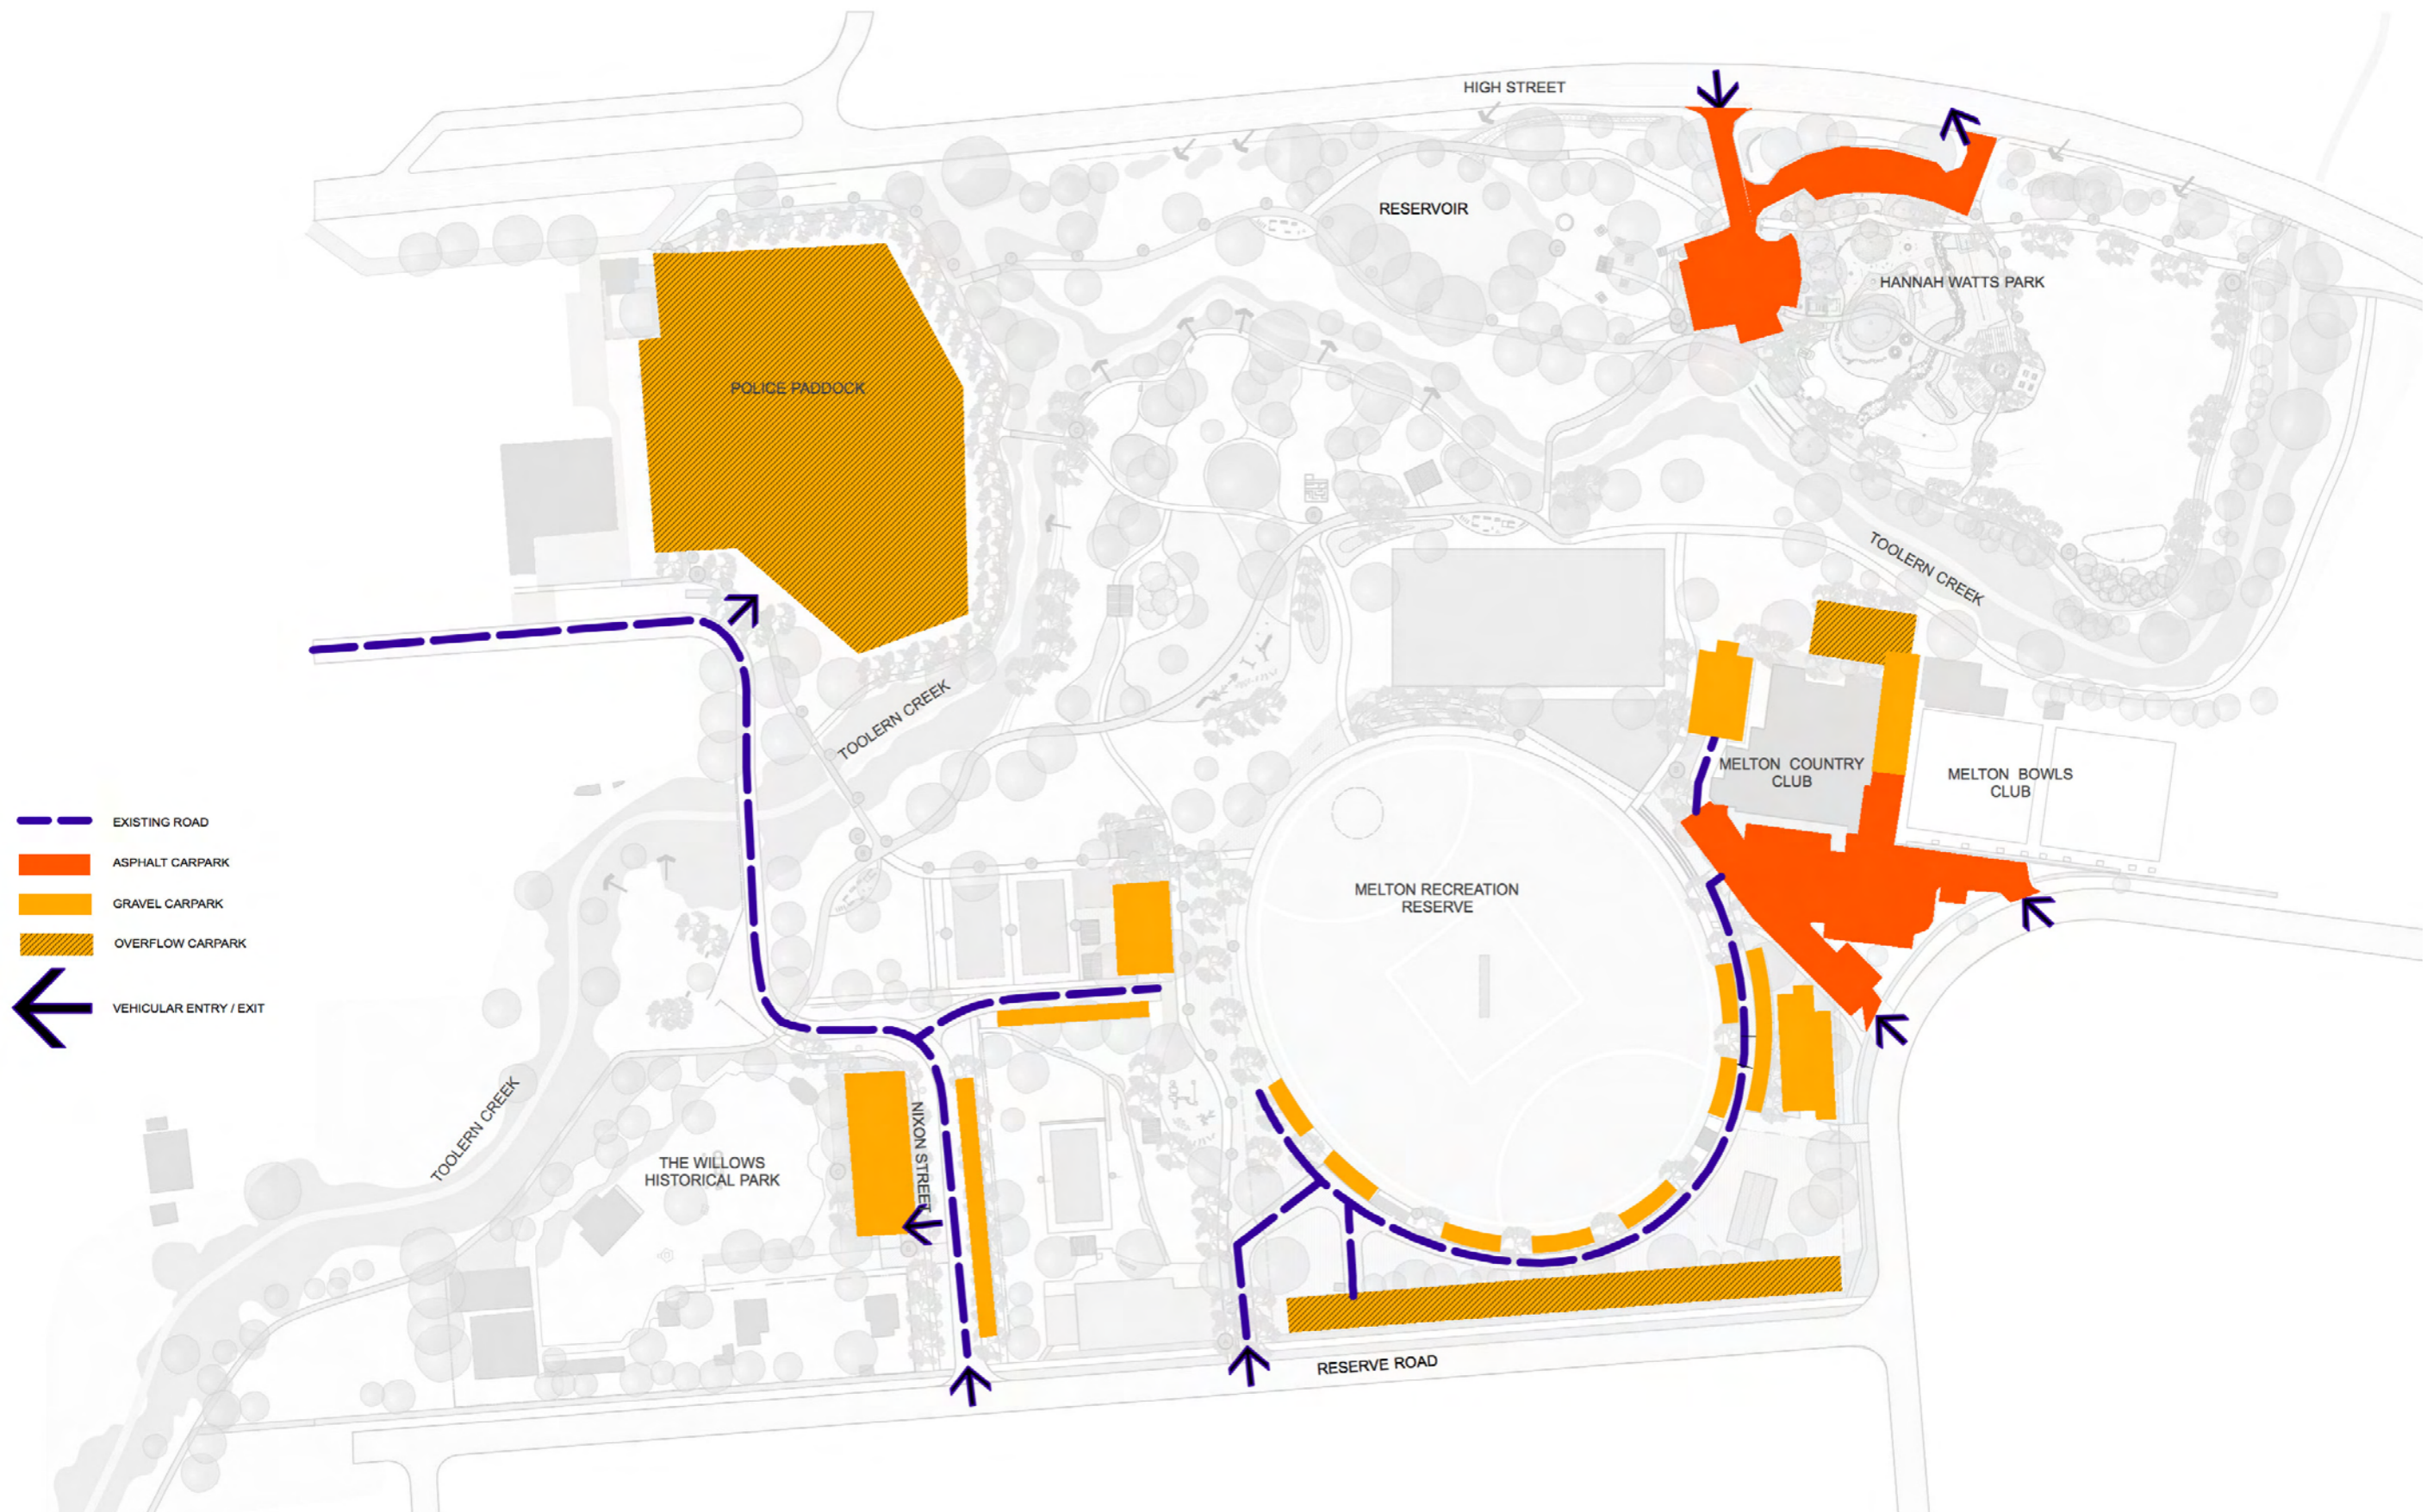 HIGH STREET
RESERVOIR
HANNAH WATTS PARK
POLICE PADDOCK
TOOLERN CREEK
TOOLERN CREEK
MELTON COUNTRY
CLUB
MELTON BOWLS
CLUB
EXISTING ROAD
ASPHALT CARPARK
GRAVEL CARPARK
OVERFLOW CARPARK
VEHICULAR ENTRY / EXIT
MELTON RECREATION
RESERVE
TOOLERN CREEK
NIXON STREET
THE WILLOWS
HISTORICAL PARK
RESERVE ROAD